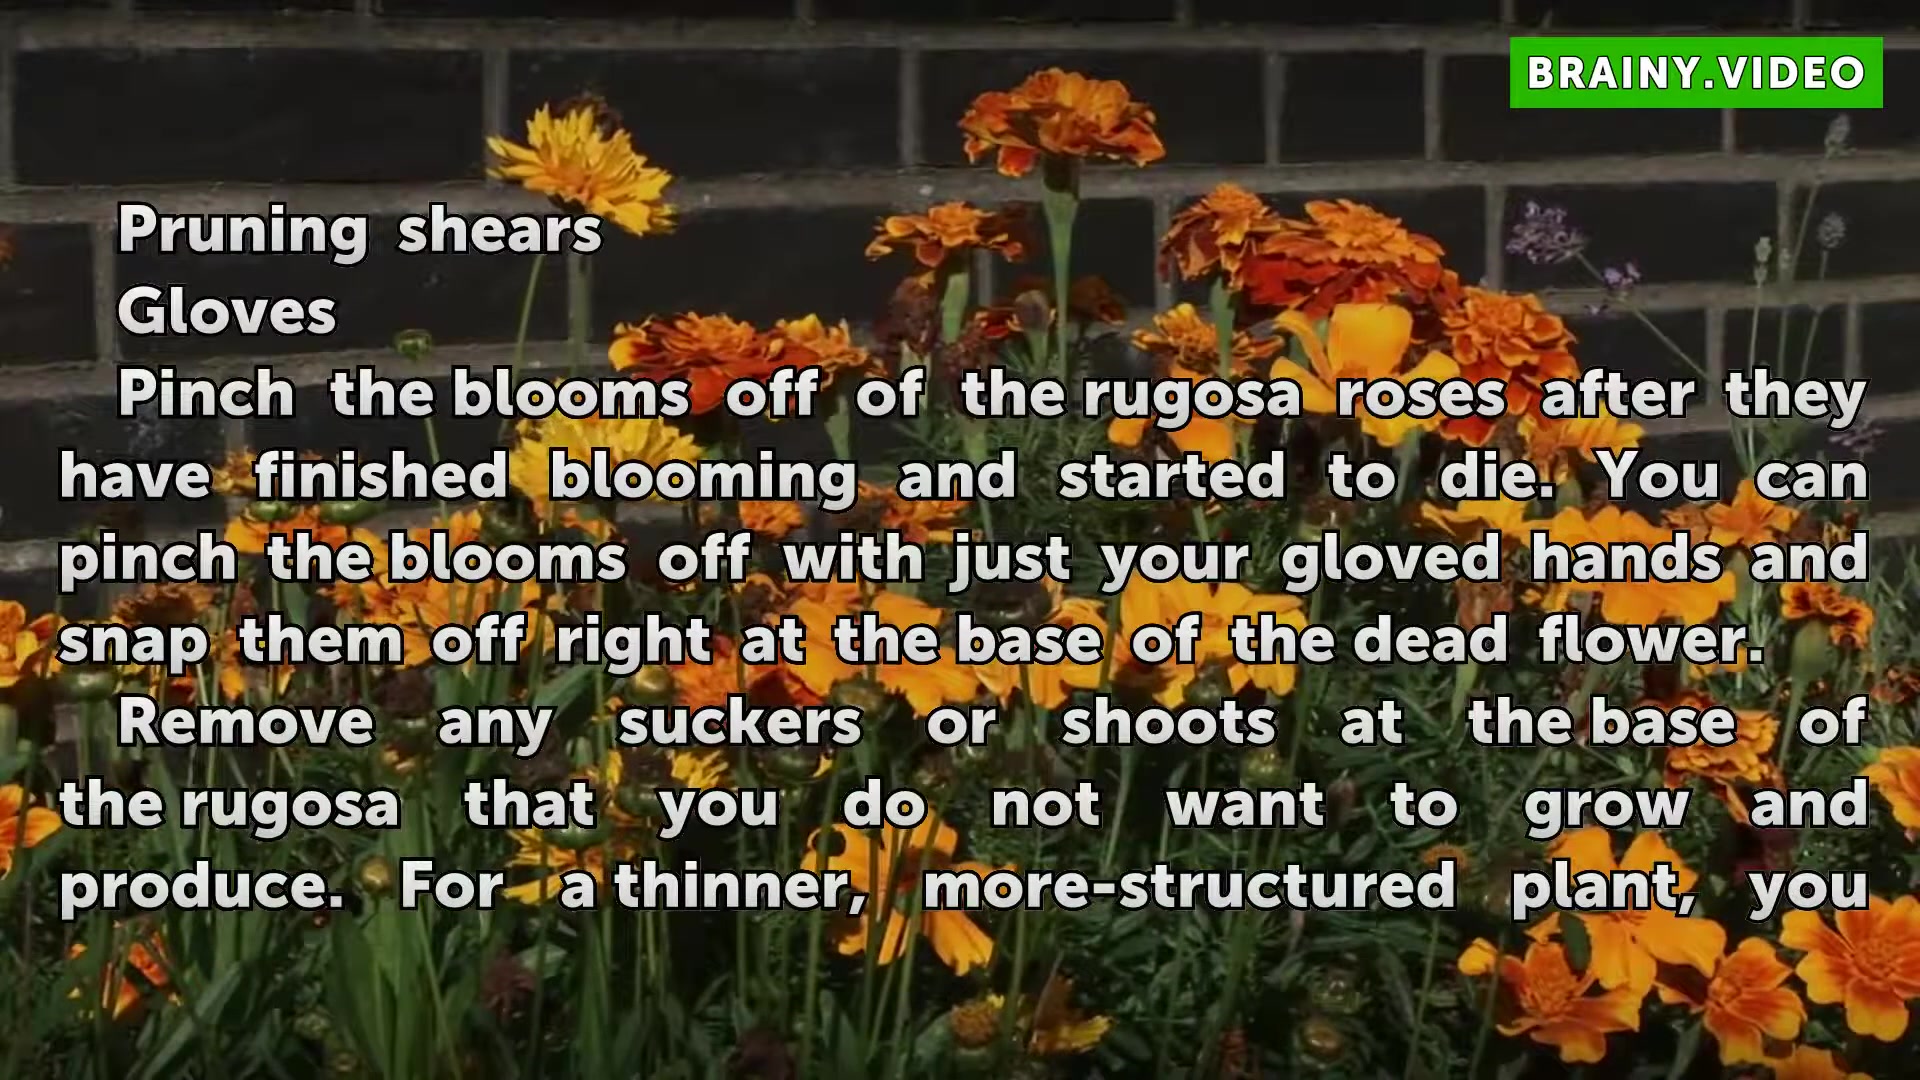 BRAINY.VIDEO
Pruning shears
Gloves
Pinch the blooms off of the rugosa roses after they
have finished blooming and started to die. You can
pinch the blooms off with just your gloved hands and
snap them off right at the base of the dead flower.
Remove any suckers or shoots at the base of
the rugosa that you do not want to grow and
produce. For a thinner, more-structured plant, you